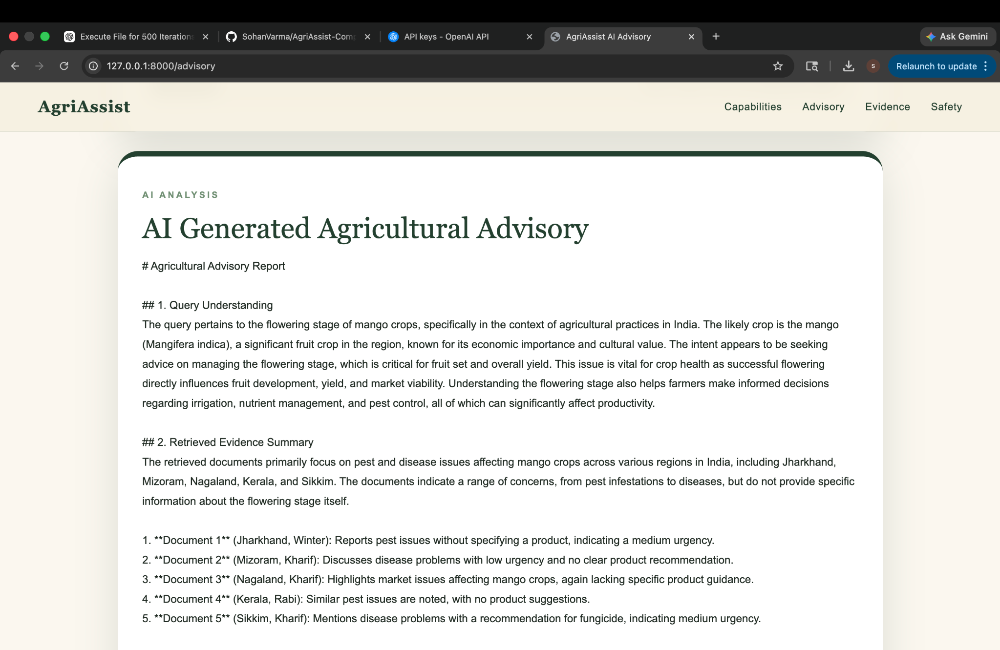 Execute File for 500 Iterations
SohanVarma/AgriAssist-Comp
API keys - OpenAI API
AgriAssist AI Advisory
Ask Gemini
127.0.0.1:8000/advisory
S
Relaunch to update
AgriAssist
Capabilities
Advisory
Evidence
Safety
AI ANALYSIS
AI Generated Agricultural Advisory
# Agricultural Advisory Report
## 1. Query Understanding
The query pertains to the flowering stage of mango crops, specifically in the context of agricultural practices in India. The likely crop is the mango
(Mangifera indica), a significant fruit crop in the region, known for its economic importance and cultural value. The intent appears to be seeking
advice on managing the flowering stage, which is critical for fruit set and overall yield. This issue is vital for crop health as successful flowering
directly influences fruit development, yield, and market viability. Understanding the flowering stage also helps farmers make informed decisions
regarding irrigation, nutrient management, and pest control, all of which can significantly affect productivity.
## 2. Retrieved Evidence Summary
The retrieved documents primarily focus on pest and disease issues affecting mango crops across various regions in India, including Jharkhand,
Mizoram, Nagaland, Kerala, and Sikkim. The documents indicate a range of concerns, from pest infestations to diseases, but do not provide specific
information about the flowering stage itself.
1. **Document 1** (Jharkhand, Winter): Reports pest issues without specifying a product, indicating a medium urgency.
2. **Document 2** (Mizoram, Kharif): Discusses disease problems with low urgency and no clear product recommendation.
3. **Document 3** (Nagaland, Kharif): Highlights market issues affecting mango crops, again lacking specific product guidance.
4. **Document 4** (Kerala, Rabi): Similar pest issues are noted, with no product suggestions.
5. **Document 5** (Sikkim, Kharif): Mentions disease problems with a recommendation for fungicide, indicating medium urgency.